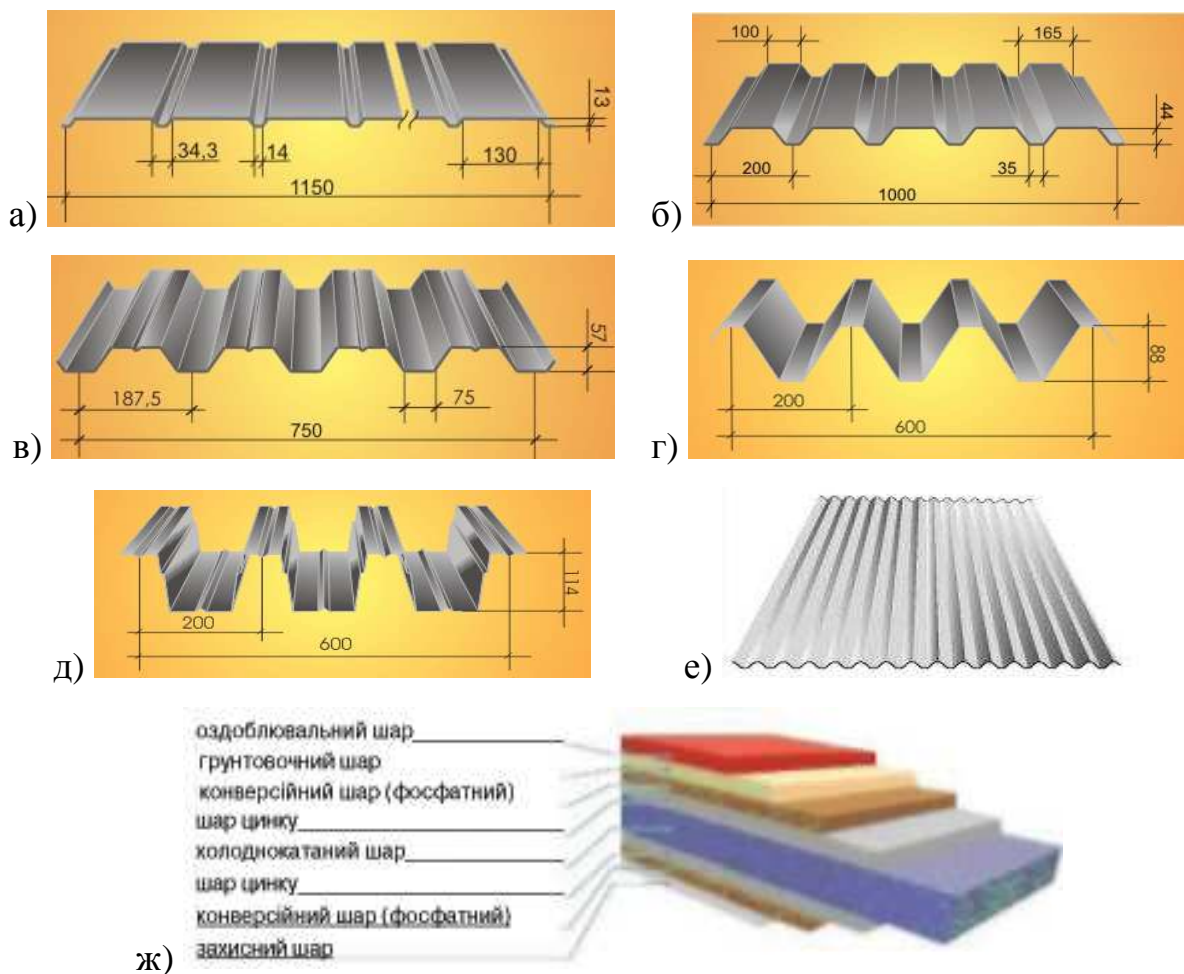 100
165
13
44
34,3
14
130
200
35
1150
1000
а)
б)
57
88
187,5
75
200
750
600
в)
г)
114
200
600
д)
е)
оздоблювальний шар
грунтовочний шар
конверсійний шар (фосфатний)
шар цинку
холоднокатаний шар
шар цинку
конверсійний шар (фосфатний)
захисний шар
ж)